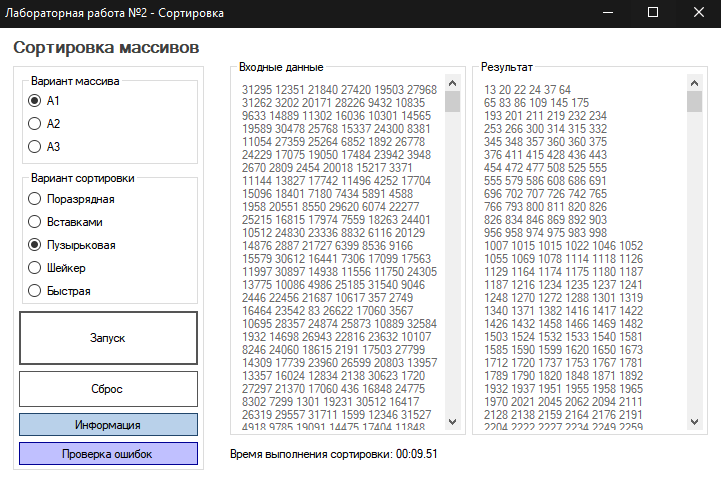 Лабораторная работа №2 - Сортировка
Сортировка массивов
Вариант массива
А1
А2
А3
Вариант сортировки
Поразрядная
Вставками
Пузырьковая
Шейкер
Быстрая
Запуск
Сброс
Информация
Проверка ошибок
Входные данные
31295 12351 21840 27420 19503 27968
31262 3202 20171 28226 9432 10835
9633 14889 11302 16036 10301 14565
19589 30478 25768 15337 24300 8381
11054 27359 25264 6852 1892 26778
24229 17075 19050 17484 23942 3948
2670 2809 2454 20018 15217 3371
11144 13827 17742 11496 4252 17704
15096 18401 7180 7434 5891 4588
1958 20551 8550 29620 6074 22277
25215 16815 17974 7559 18263 24401
10512 24830 23336 8832 6116 20129
14876 2887 21727 6399 8536 9166
15579 30612 16441 7306 17099 17563
11997 30897 14938 11556 11750 24305
13775 10086 4986 25185 31540 9046
2446 22456 21687 10617 357 2749
16464 23542 83 26622 17060 3567
10695 28357 24874 25873 10889 32584
1932 14698 26943 22816 23632 10107
8246 24060 18615 2191 17503 27799
14309 17739 23960 26599 20803 13957
13357 16024 12834 2138 30623 1720
27297 21370 17060 436 16848 24775
8302 7299 1301 19231 30512 16417
26319 29557 31711 1599 12346 31527
4918 9785 19091 14475 17404 11848
Результат
13 20 22 24 37 64
65 83 86 109 145 175
193 201 211 219 232 234
253 266 300 314 315 332
345 348 357 360 360 375
376 411 415 428 436 443
454 472 477 508 525 555
555 579 586 608 686 691
696 702 707 726 742 765
766 793 800 811 820 826
826 834 846 869 892 903
956 958 974 975 983 998
1007 1015 1015 1022 1046 1052
1055 1069 1078 1114 1118 1126
1129 1164 1174 1175 1180 1187
1187 1216 1234 1235 1237 1241
1248 1270 1272 1288 1301 1319
1340 1371 1382 1416 1417 1422
1426 1432 1458 1466 1469 1482
1503 1524 1532 1533 1540 1581
1585 1590 1599 1620 1650 1673
1712 1720 1737 1753 1767 1771
1789 1790 1820 1848 1871 1892
1932 1937 1951 1955 1958 1965
1970 2021 2045 2062 2094 2111
2128 2138 2159 2164 2176 2191
2204 2222 2227 2234 2249 2259
Время выполнения сортировки: 00:09.51